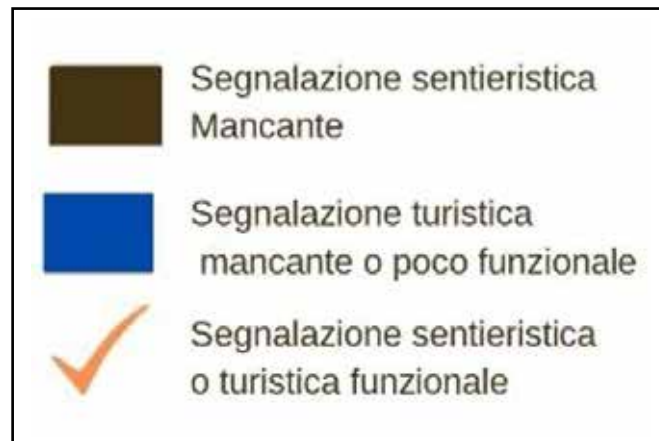 Segnalazione sentieristica
Mancante
Segnalazione turistica
mancante o poco funzionale
Segnalazione sentieristica
o turistica funzionale